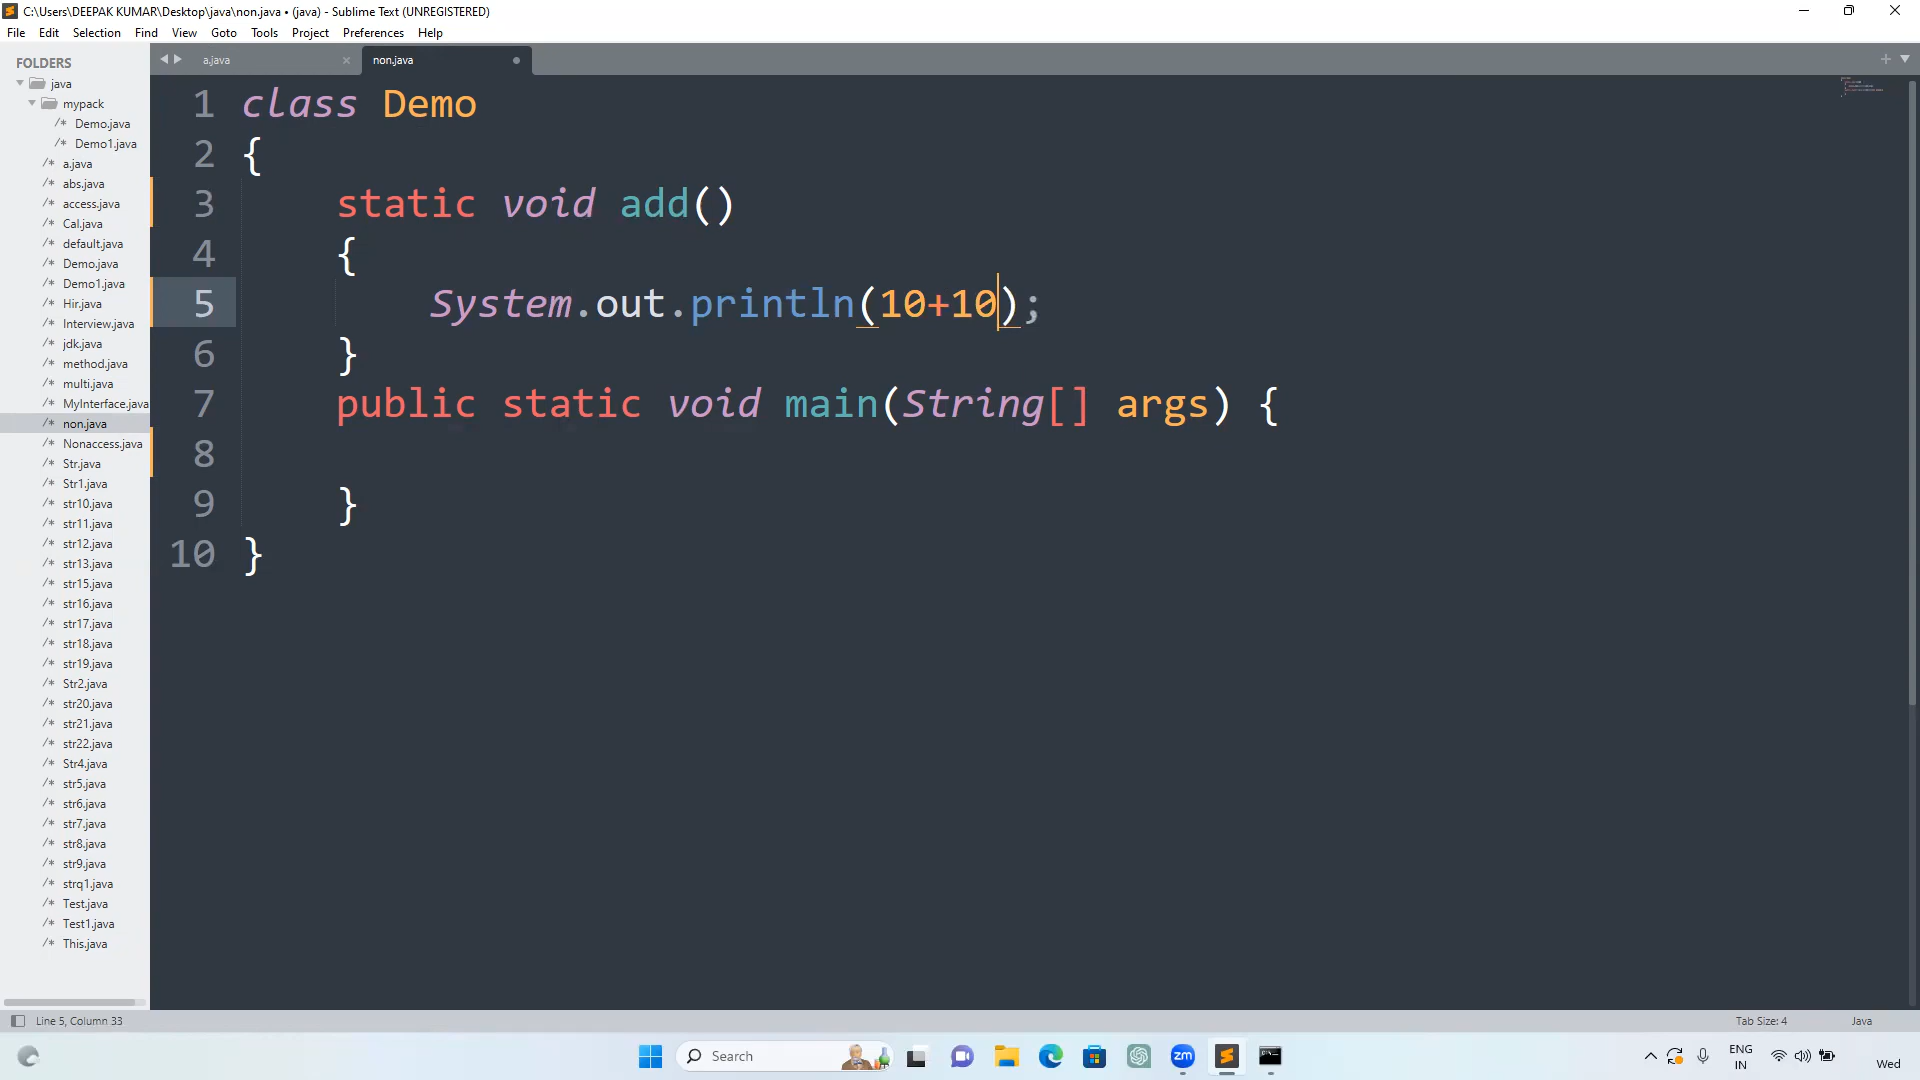 C:\Users\DEEPAK KUMAR\Desktop\java\non.java • (java) - Sublime Text (UNREGISTERED)
File Edit Selection Find View Goto Tools Project Preferences Help
FOLDERS
java
mypack
/* Demo.java
/* Demo1.java
/* a.java
/* abs.java
/* access.java
/* Cal.java
/* default.java
/* Demo.java
/* Demo1.java
/* Hir.java
/* Interview.java
/* jdk.java
/* method.java
/* multi.java
/* MyInterface.java
/* non.java
/* Nonaccess.java
/* Str.java
/* Str1.java
/* str10.java
/* str11.java
/* str12.java
/* str13.java
/* str15.java
/* str16.java
/* str17.java
/* str18.java
/* str19.java
/* Str2.java
/* str20.java
/* str21.java
/* str22.java
/* Str4.java
/* str5.java
/* str6.java
/* str7.java
/* str8.java
/* str9.java
/* strq1.java
/* Test.java
/* Test1.java
/* This.java
a.java × non.java •
1 class Demo
2 {
3 static void add()
4 {
5 System.out.println(10+10);
6 }
7 public static void main(String[] args) {
8
9 }
10 }
Line 5, Column 33 Tab Size: 4 Java
Search
zm
ENG
IN
Wed